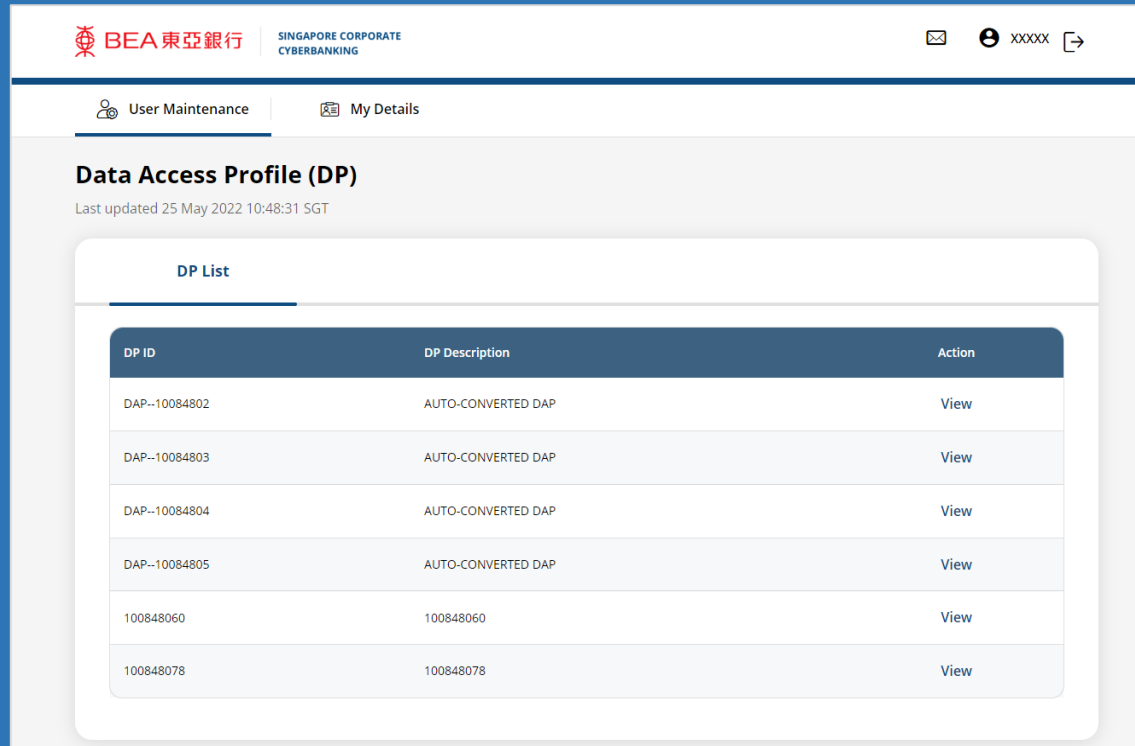 BEA東亞銀行
SINGAPORE CORPORATE
CYBERBANKING
XXXXX
User Maintenance
My Details
Data Access Profile (DP)
Last updated 25 May 2022 10:48:31 SGT
DP List
DP ID DP Description Action
DAP--10084802 AUTO-CONVERTED DAP View
DAP--10084803 AUTO-CONVERTED DAP View
DAP--10084804 AUTO-CONVERTED DAP View
DAP--10084805 AUTO-CONVERTED DAP View
100848060 100848060 View
100848078 100848078 View